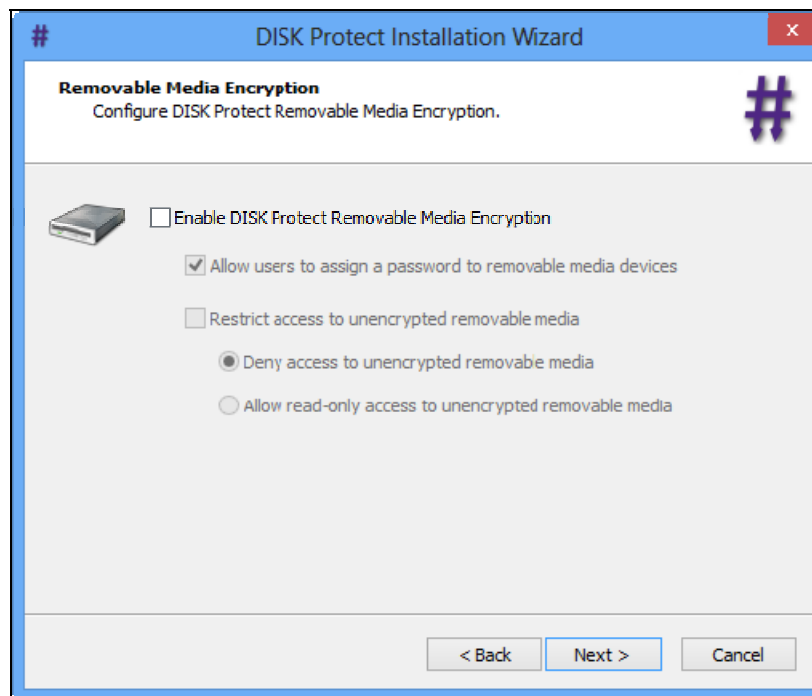 # DISK Protect Installation Wizard x
Removable Media Encryption
Configure DISK Protect Removable Media Encryption.
#
Enable DISK Protect Removable Media Encryption
Allow users to assign a password to removable media devices
Restrict access to unencrypted removable media
Deny access to unencrypted removable media
Allow read-only access to unencrypted removable media
< Back Next > Cancel